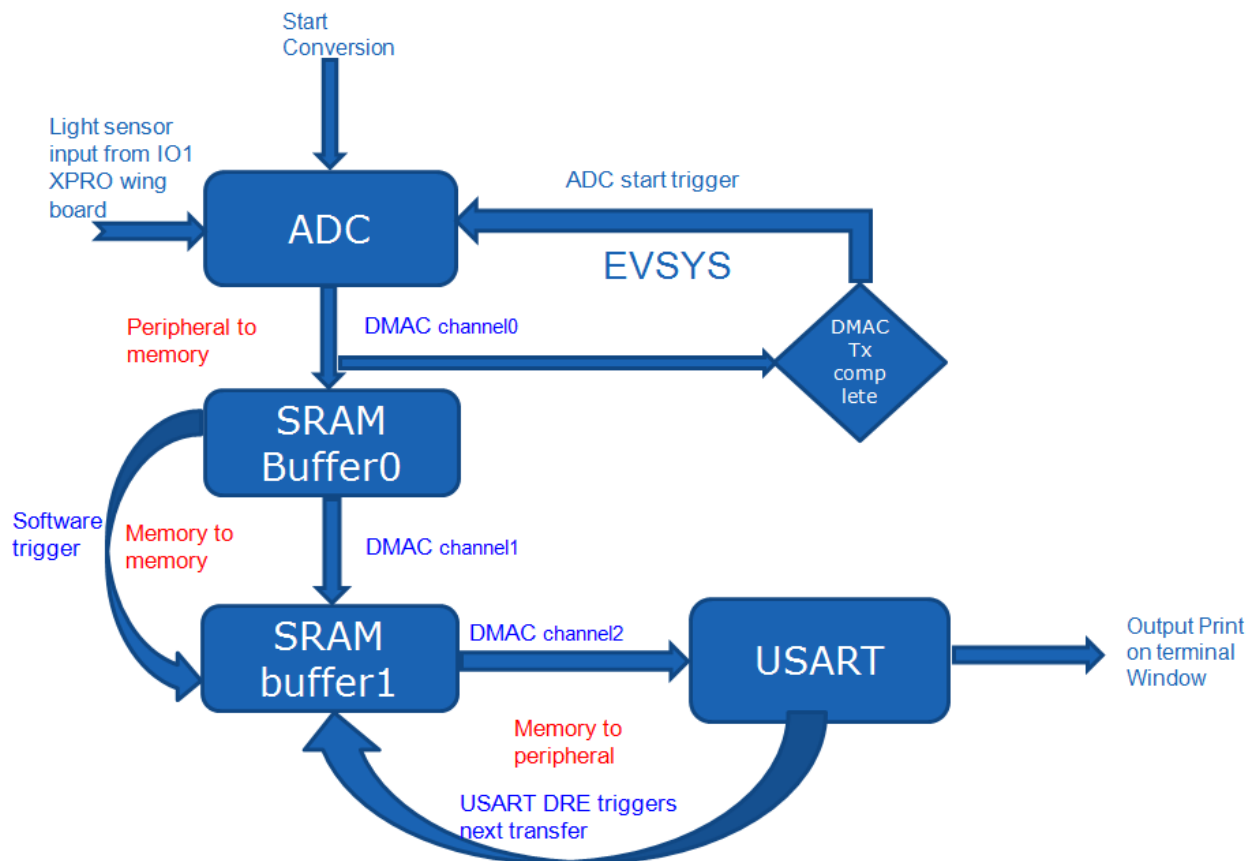 Start
Conversion
Light sensor
input from IO1
XPRO wing
board
ADC
ADC start trigger
EVSYS
DMAC
Tx
comp
lete
Peripheral to
memory
DMAC channel0
SRAM
Buffer0
Software
trigger
Memory to
memory
DMAC channel1
SRAM
buffer1
DMAC channel2
USART
Output Print
on terminal
Window
Memory to
peripheral
USART DRE triggers
next transfer